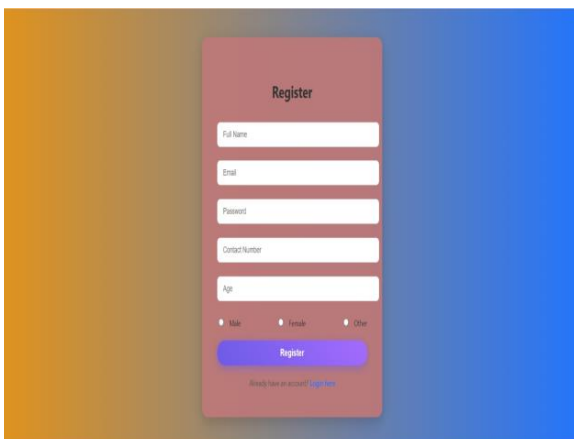 Register
Full Name
Email
Password
Contact Number
Age
Male Female Other
Register
Already have an account? Login here